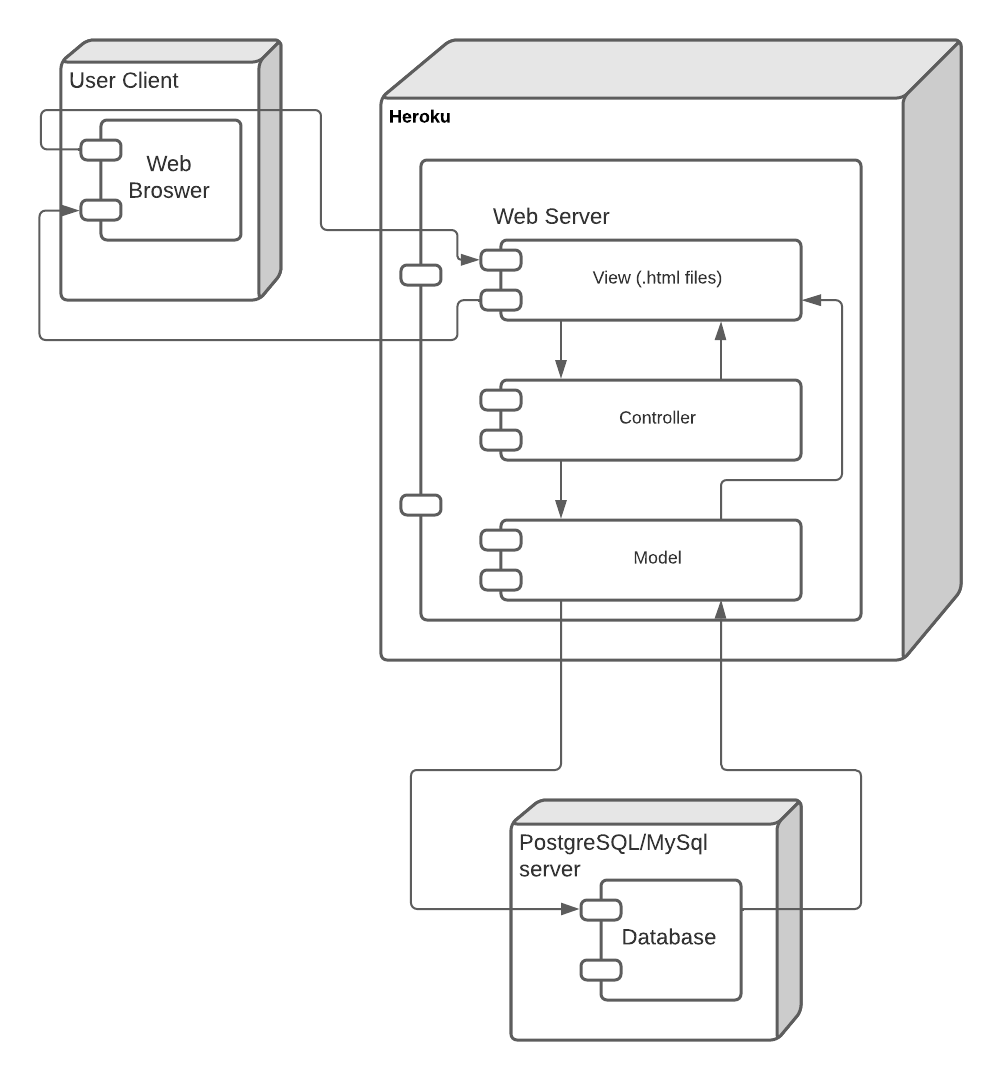 User Client
Web
Broswer
Heroku
Web Server
View (.html files)
Controller
Model
PostgreSQL/MySql
server
Database